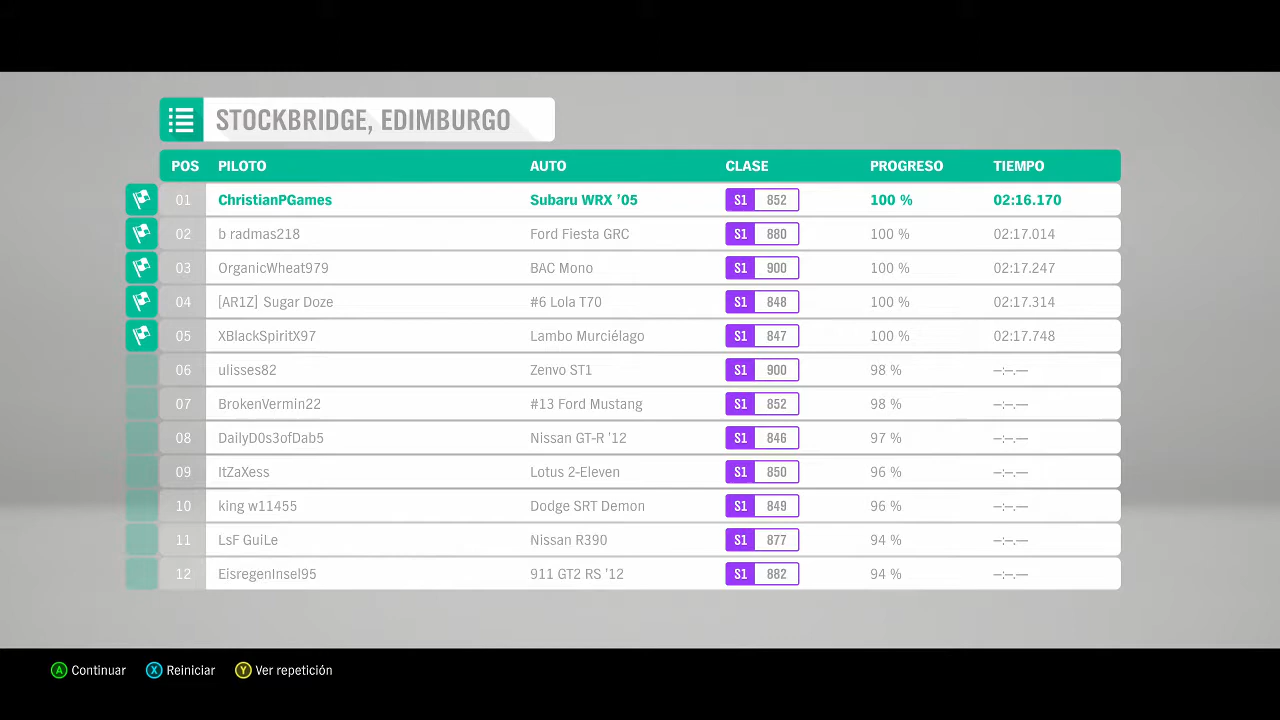 STOCKBRIDGE, EDIMBURGO
POS PILOTO AUTO CLASE PROGRESO TIEMPO
01 ChristianPGames Subaru WRX '05 S1 852 100 % 02:16.170
02 b radmas218 Ford Fiesta GRC S1 880 100 % 02:17.014
03 OrganicWheat979 BAC Mono S1 900 100 % 02:17.247
04 [AR1Z] Sugar Doze #6 Lola T70 S1 848 100 % 02:17.314
05 XBlackSpiritX97 Lambo Murciélago S1 847 100 % 02:17.748
06 ulisses82 Zenvo ST1 S1 900 98 % --:--.---
07 BrokenVermin22 #13 Ford Mustang S1 852 98 % --:--.---
08 DailyD0s3ofDab5 Nissan GT-R '12 S1 846 97 % --:--.---
09 ItZaXess Lotus 2-Eleven S1 850 96 % --:--.---
10 king w11455 Dodge SRT Demon S1 849 96 % --:--.---
11 LsF GuiLe Nissan R390 S1 877 94 % --:--.---
12 EisregenInsel95 911 GT2 RS '12 S1 882 94 % --:--.---
A Continuar X Reiniciar Y Ver repetición